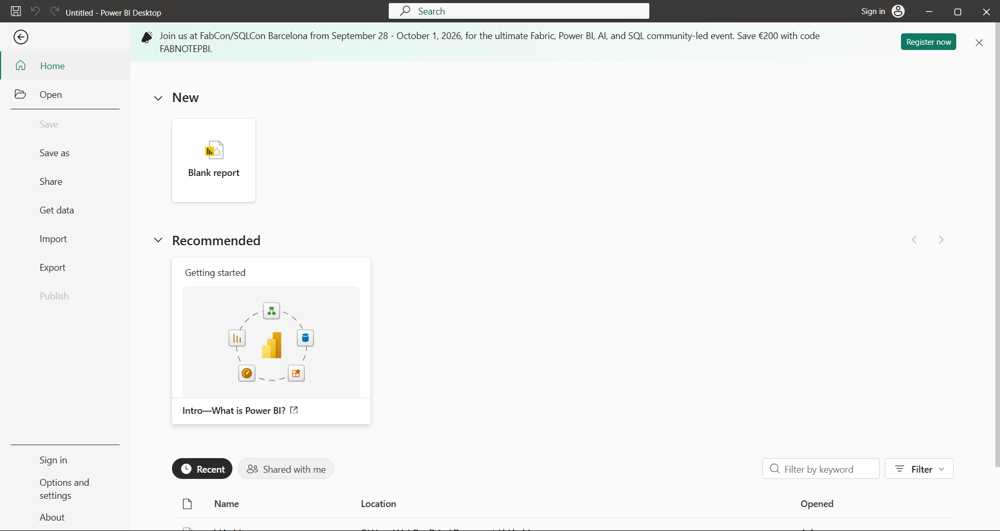 Untitled - Power BI Desktop
Search
Sign in
Join us at FabCon/SQLCon Barcelona from September 28 - October 1, 2026, for the ultimate Fabric, Power BI, AI, and SQL community-led event. Save €200 with code
FABNOTEPBI.
Register now
Home
Open
Save
Save as
Share
Get data
Import
Export
Publish
Sign in
Options and
settings
About
New
Blank report
Recommended
Getting started
Intro—What is Power BI?
Recent
Shared with me
Filter by keyword
Filter
Name
Location
Opened